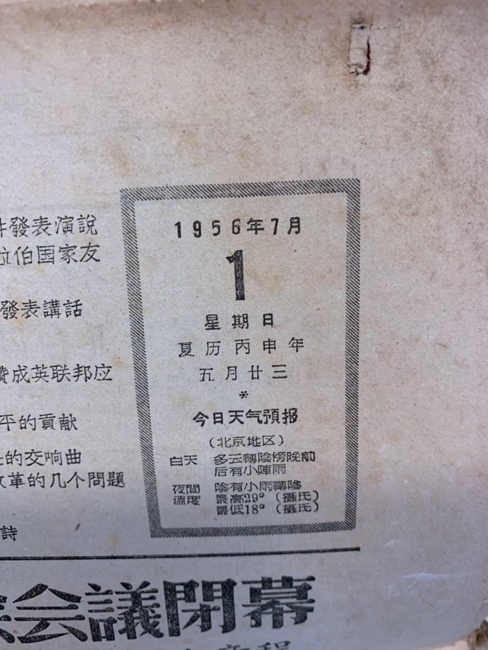 發表演說
拉伯国家友
發表講話
贊成英联邦应
平的貢献
的交响曲
改革的几个問題
詩
1956年7月
1
星期日
夏历丙申年
五月廿三
*
今日天气預报
(北京地区)
白天 多云轉陰傍晚前
后有小陣雨
夜間 陰有小雨轉陰
溫度 最高29°(攝氏)
最低18°(攝氏)
会議閉幕
章程